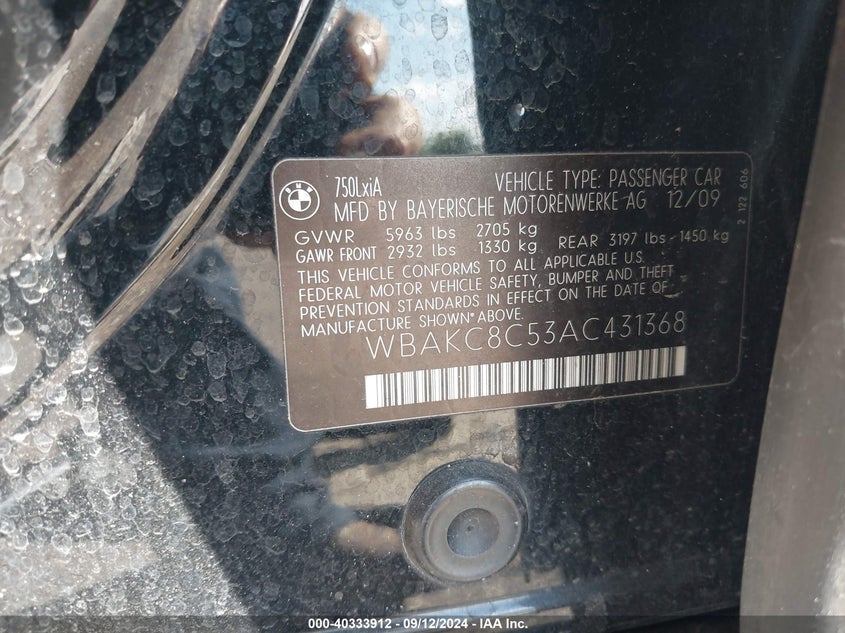 BMW
750LxiA
VEHICLE TYPE: PASSENGER CAR
MFD BY BAYERISCHE MOTORENWERKE AG 12/09
GVWR 5963 lbs 2705 kg
GAWR FRONT 2932 lbs 1330 kg REAR 3197 lbs - 1450 kg
THIS VEHICLE CONFORMS TO ALL APPLICABLE U.S.
FEDERAL MOTOR VEHICLE SAFETY, BUMPER AND THEFT
PREVENTION STANDARDS IN EFFECT ON THE DATE OF
MANUFACTURE SHOWN ABOVE.
WBAKC8C53AC431368
2 122 606
000-40333912 - 09/12/2024 - IAA Inc.